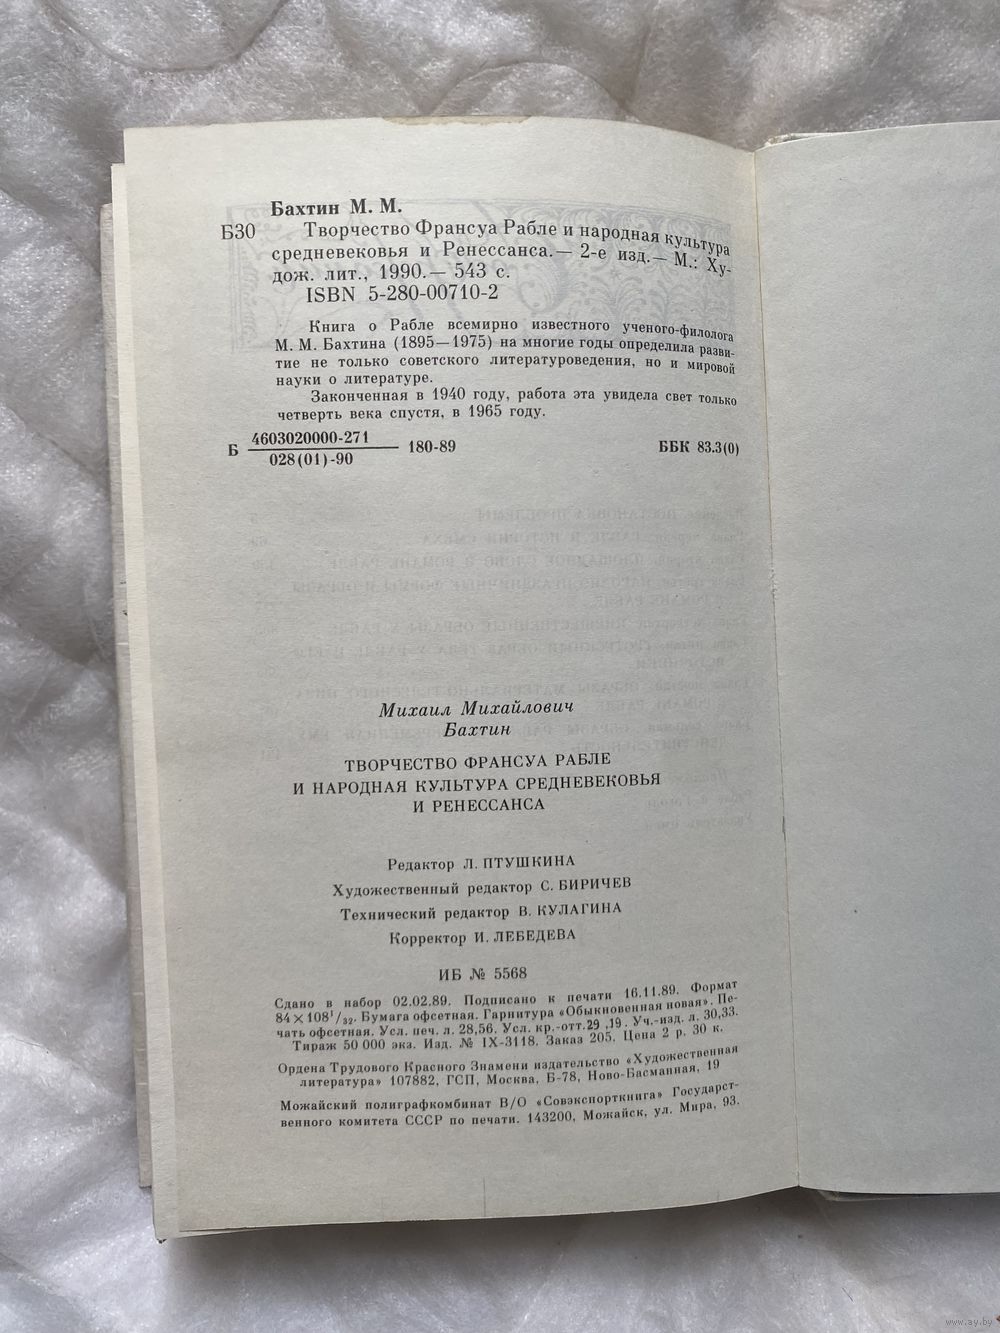 Бахтин М. М.
Б30 Творчество Франсуа Рабле и народная культура
средневековья и Ренессанса.— 2-е изд.— М.: Ху-
дож. лит., 1990.— 543 с.
ISBN 5-280-00710-2
Книга о Рабле всемирно известного ученого-филолога
М. М. Бахтина (1895—1975) на многие годы определила разви-
тие не только советского литературоведения, но и мировой
науки о литературе.
Законченная в 1940 году, работа эта увидела свет только
четверть века спустя, в 1965 году.
Б 4603020000-271 180-89 ББК 83.3(0)
028(01)-90
Михаил Михайлович
Бахтин
ТВОРЧЕСТВО ФРАНСУА РАБЛЕ
И НАРОДНАЯ КУЛЬТУРА СРЕДНЕВЕКОВЬЯ
И РЕНЕССАНСА
Редактор Л. ПТУШКИНА
Художественный редактор С. БИРИЧЕВ
Технический редактор В. КУЛАГИНА
Корректор И. ЛЕБЕДЕВА
ИБ № 5568
Сдано в набор 02.02.89. Подписано к печати 16.11.89. Формат
84×108¹/₃₂. Бумага офсетная. Гарнитура «Обыкновенная новая». Пе-
чать офсетная. Усл. печ. л. 28,56. Усл. кр.-отт. 29,19. Уч.-изд. л. 30,33.
Тираж 50 000 экз. Изд. № IX-3118. Заказ 205. Цена 2 р. 30 к.
Ордена Трудового Красного Знамени издательство «Художественная
литература» 107882, ГСП, Москва, Б-78, Ново-Басманная, 19
Можайский полиграфкомбинат В/О «Совэкспорткнига» Государст-
венного комитета СССР по печати. 143200, Можайск, ул. Мира, 93.
www.ay.by